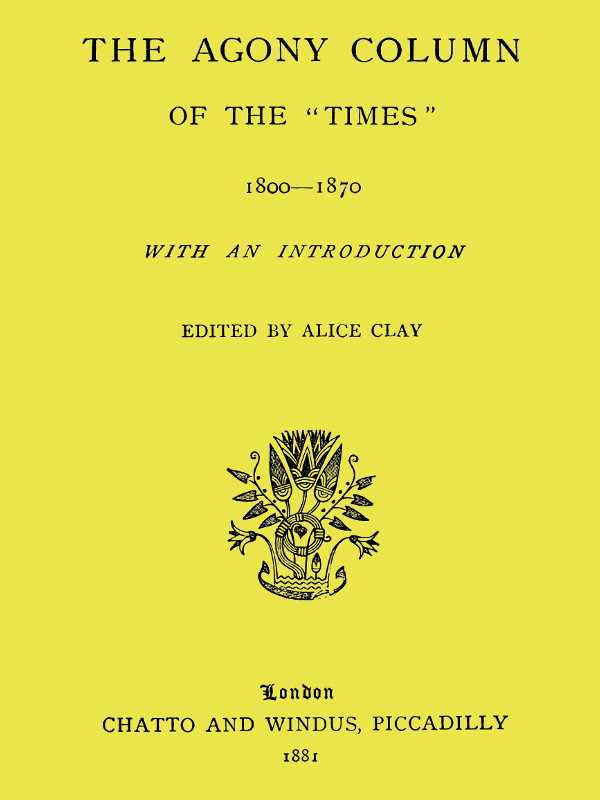 THE AGONY COLUMN
OF THE “TIMES”
1800—1870
WITH AN INTRODUCTION
EDITED BY ALICE CLAY
London
CHATTO AND WINDUS, PICCADILLY
1881